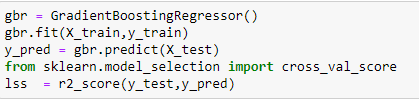 gbr = GradientBoostingRegressor()
gbr.fit(X_train,y_train)
y_pred = gbr.predict(X_test)
from sklearn.model_selection import cross_val_score
lss  = r2_score(y_test,y_pred)